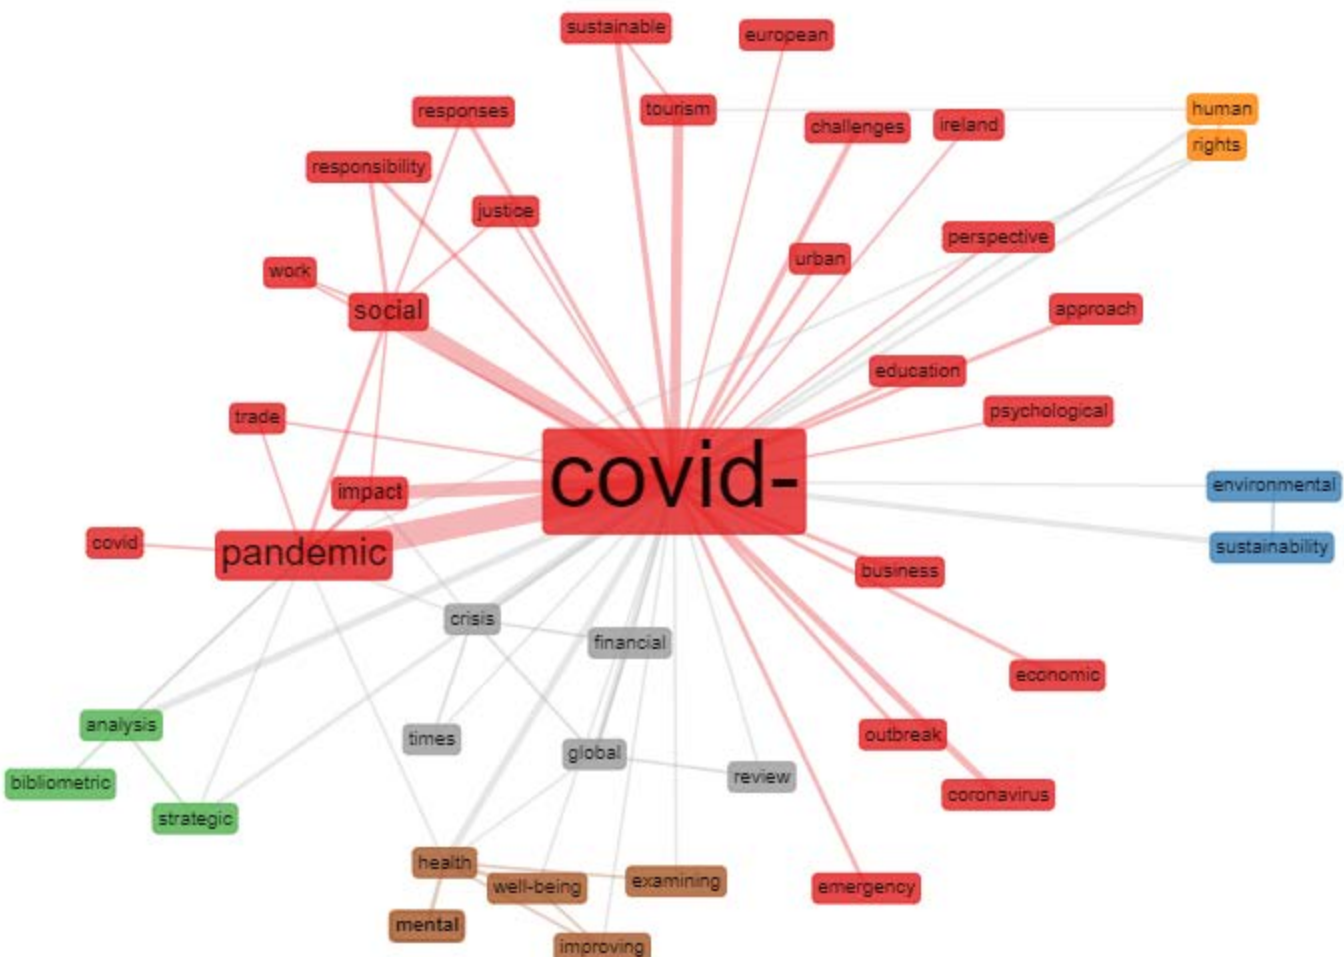 sustainable
european
responses
tourism
challenges
ireland
human
rights
responsibility
justice
perspective
work
urban
social
approach
education
trade
psychological
covid-
impact
environmental
covid
pandemic
sustainability
business
crisis
financial
economic
analysis
times
global
outbreak
review
bibliometric
coronavirus
strategic
health
well-being
examining
emergency
mental
improving